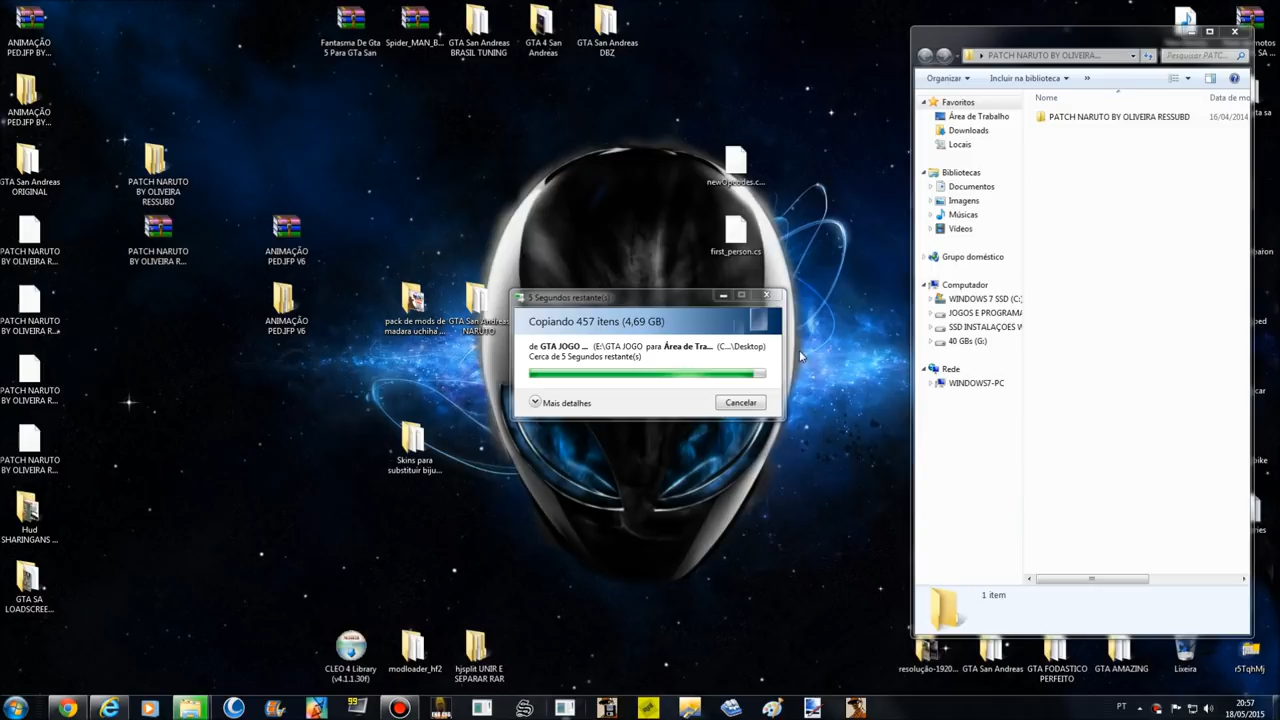 ANIMAÇÃO
PED.IFP BY...
Fantasma De Gta
5 Para GTa San
Spider_MAN_B...
GTA San Andreas
BRASIL TUNING
GTA 4 San
Andreas
GTA San Andreas
DBZ
ANIMAÇÃO
PED.IFP BY...
GTA San Andreas
ORIGINAL
PATCH NARUTO
BY OLIVEIRA
RESSUBD
newOpcodes.c...
PATCH NARUTO
BY OLIVEIRA R...
PATCH NARUTO
BY OLIVEIRA R...
ANIMAÇÃO
PED.IFP V6
first_person.cs
PATCH NARUTO
BY OLIVEIRA R...
ANIMAÇÃO
PED.IFP V6
pack de mods de
madara uchiha ...
GTA San Andreas
NARUTO
PATCH NARUTO
BY OLIVEIRA R...
PATCH NARUTO
BY OLIVEIRA R...
Skins para
substituir biju...
Hud
SHARINGANS ...
GTA SA
LOADSCREE...
CLEO 4 Library
(v4.1.1.30f)
modloader_hf2
hjsplit UNIR E
SEPARAR RAR
5 Segundos restante(s)
Copiando 457 itens (4,69 GB)
de GTA JOGO ... (E:\GTA JOGO para Área de Tra... (C...\Desktop)
Cerca de 5 Segundos restante(s)
Mais detalhes
Cancelar
PATCH NARUTO BY OLIVEIRA...
Pesquisar PATC...
Organizar
Incluir na biblioteca
»
Nome
Data de mo
Favoritos
Área de Trabalho
Downloads
Locais
Bibliotecas
Documentos
Imagens
Músicas
Vídeos
Grupo doméstico
Computador
WINDOWS 7 SSD (C:)
JOGOS E PROGRAMA
SSD INSTALAÇOES W
40 GBs (G:)
Rede
WINDOWS7-PC
PATCH NARUTO BY OLIVEIRA RESSUBD
16/04/2014
1 item
resolução-1920...
GTA San Andreas
GTA FODASTICO
PERFEITO
GTA AMAZING
Lixeira
r5TqhMj
99
PT
20:57
18/05/2015